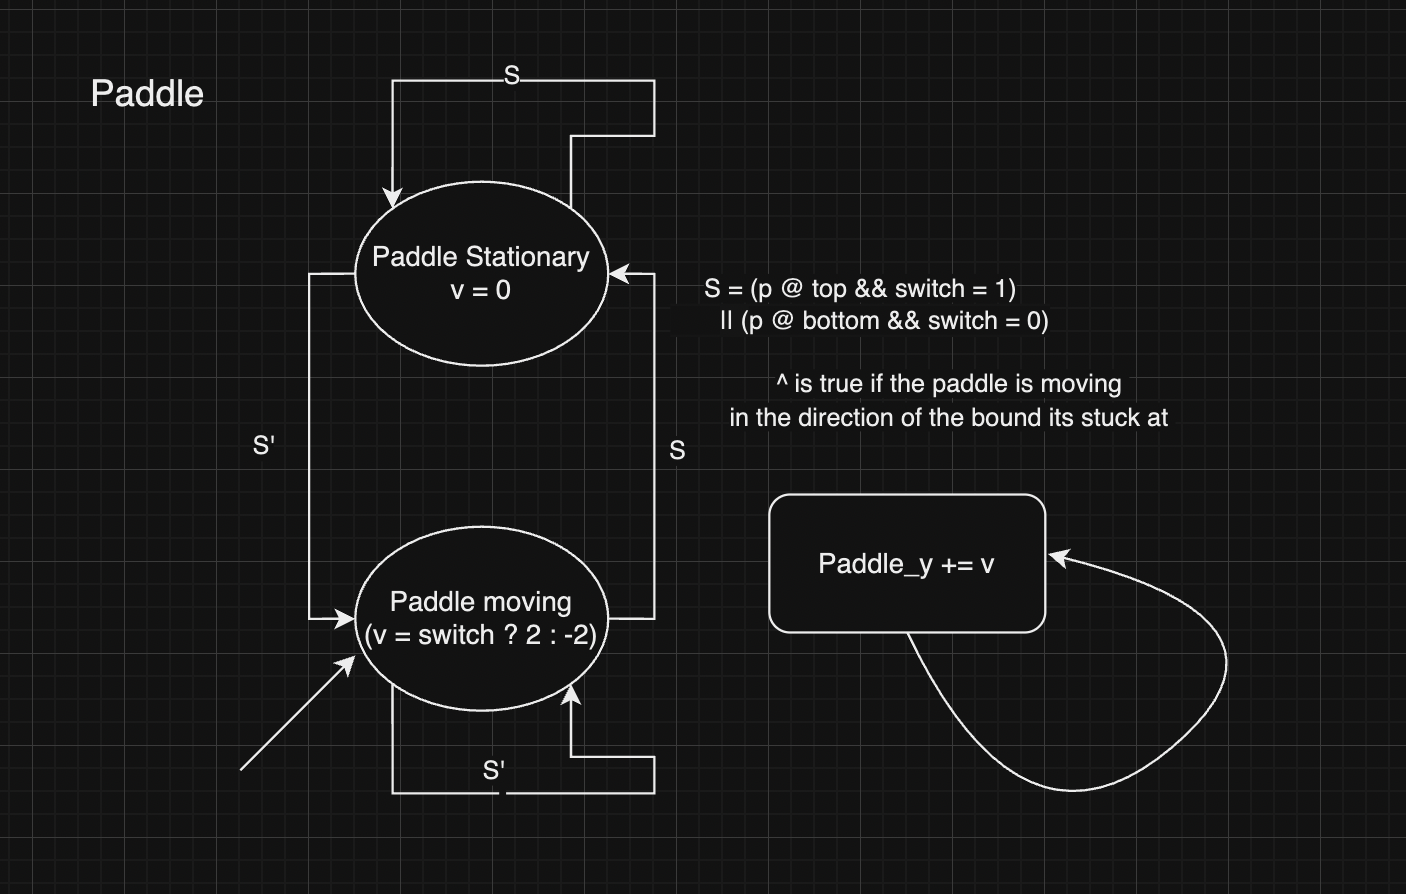 Paddle
S
Paddle Stationary
v = 0
S = (p @ top && switch = 1)
|| (p @ bottom && switch = 0)
^ is true if the paddle is moving
in the direction of the bound its stuck at
S'
S
Paddle_y += v
Paddle moving
(v = switch ? 2 : -2)
S'